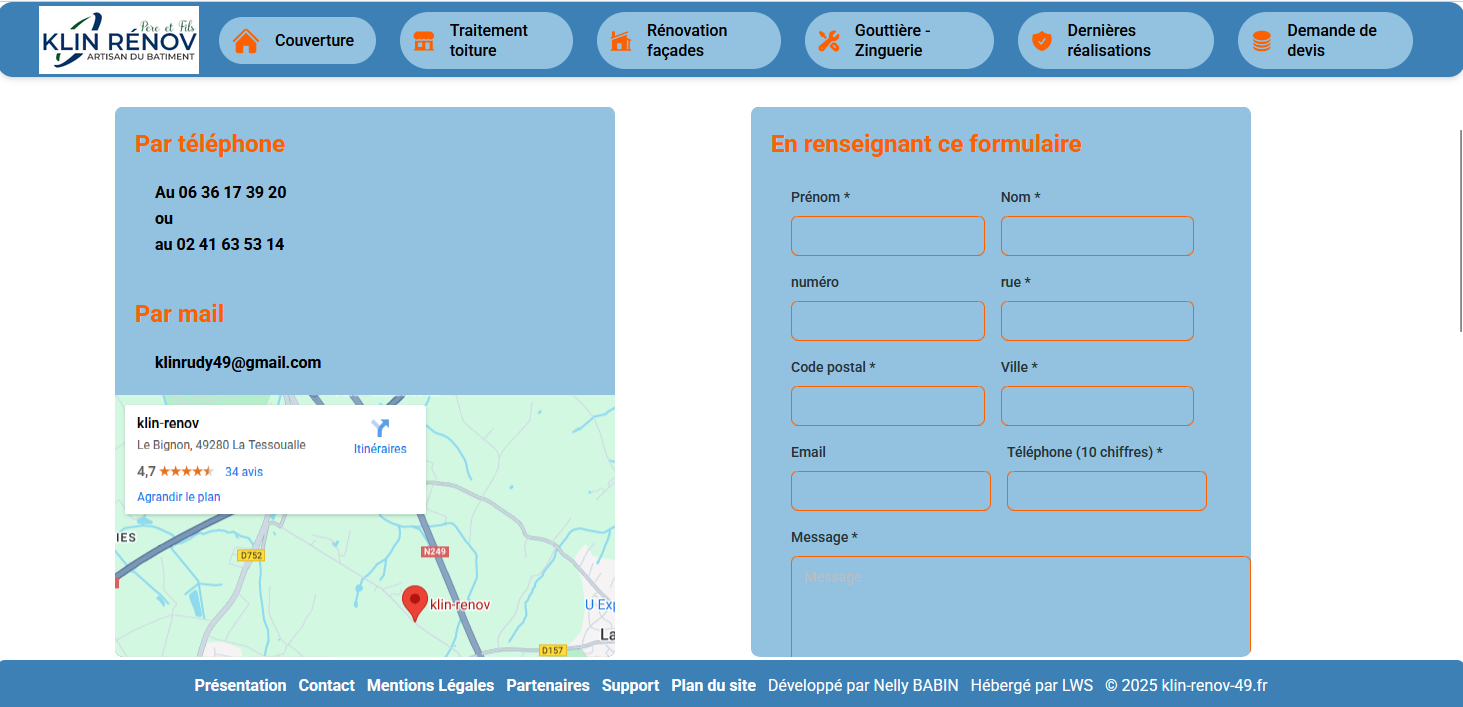 Père et Fils
KLIN RÉNOV
ARTISAN DU BATIMENT
Couverture
Traitement
toiture
Rénovation
façades
Gouttière -
Zinguerie
Dernières
réalisations
Demande de
devis
Par téléphone
Au 06 36 17 39 20
ou
au 02 41 63 53 14
Par mail
klinrudy49@gmail.com
klin-renov
Le Bignon, 49280 La Tessoualle
Itinéraires
4,7 34 avis
Agrandir le plan
IES
D752
N249
klin-renov
U Exp
La
D157
En renseignant ce formulaire
Prénom * Nom *
numéro rue *
Code postal * Ville *
Email Téléphone (10 chiffres) *
Message *
Message
Présentation Contact Mentions Légales Partenaires Support Plan du site Développé par Nelly BABIN Hébergé par LWS © 2025 klin-renov-49.fr